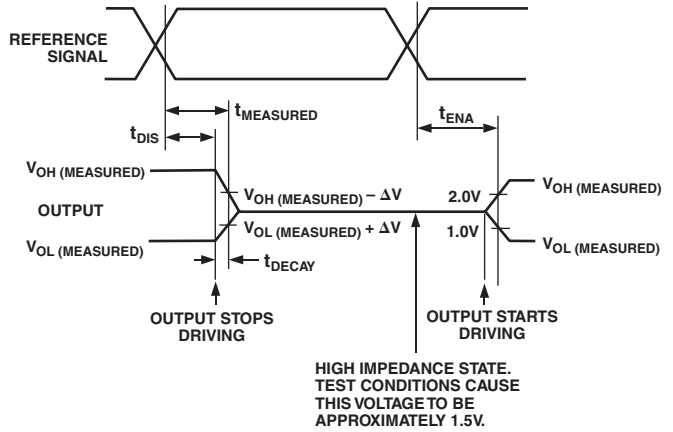 REFERENCE
SIGNAL
tMEASURED
tDIS
tENA
VOH (MEASURED)
VOH (MEASURED) – ΔV
2.0V
VOH (MEASURED)
OUTPUT
VOL (MEASURED) + ΔV
1.0V
VOL (MEASURED)
VOL (MEASURED)
tDECAY
OUTPUT STOPS
DRIVING
OUTPUT STARTS
DRIVING
HIGH IMPEDANCE STATE.
TEST CONDITIONS CAUSE
THIS VOLTAGE TO BE
APPROXIMATELY 1.5V.